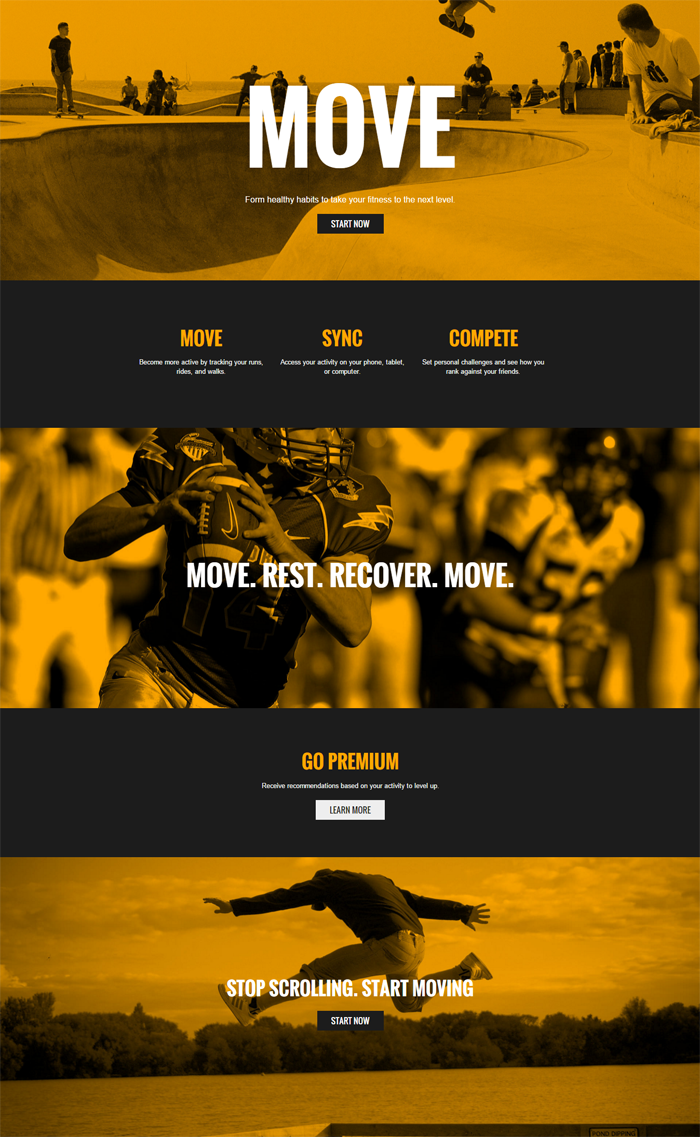 MOVE
Form healthy habits to take your fitness to the next level.
START NOW
MOVE
Become more active by tracking your runs,
rides, and walks.
SYNC
Access your activity on your phone, tablet,
or computer.
COMPETE
Set personal challenges and see how you
rank against your friends.
14
MOVE. REST. RECOVER. MOVE.
GO PREMIUM
Receive recommendations based on your activity to level up.
LEARN MORE
STOP SCROLLING. START MOVING
START NOW
POND DIPPING